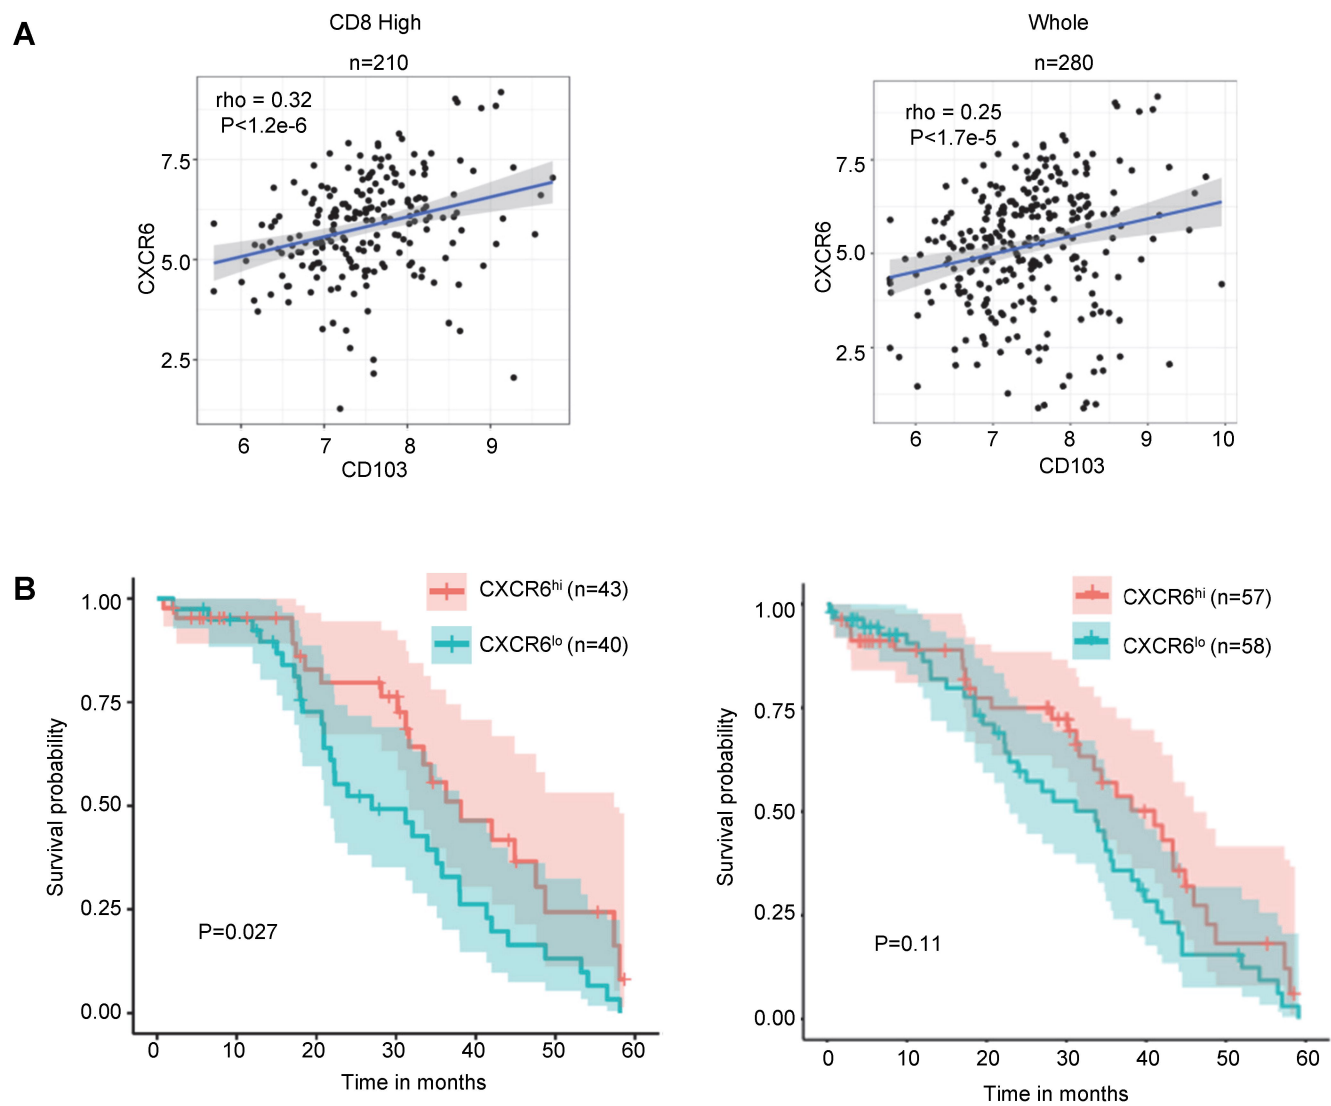 A
CD8 High
n=210
rho = 0.32
P<1.2e-6
7.5
5.0
2.5
CXCR6
6 7 8 9
CD103
Whole
n=280
rho = 0.25
P<1.7e-5
7.5
5.0
2.5
CXCR6
6 7 8 9 10
CD103
B
CXCR6hi (n=43)
CXCR6lo (n=40)
1.00
0.75
0.50
0.25
0.00
Survival probability
P=0.027
0 10 20 30 40 50 60
Time in months
CXCR6hi (n=57)
CXCR6lo (n=58)
1.00
0.75
0.50
0.25
0.00
Survival probability
P=0.11
0 10 20 30 40 50 60
Time in months